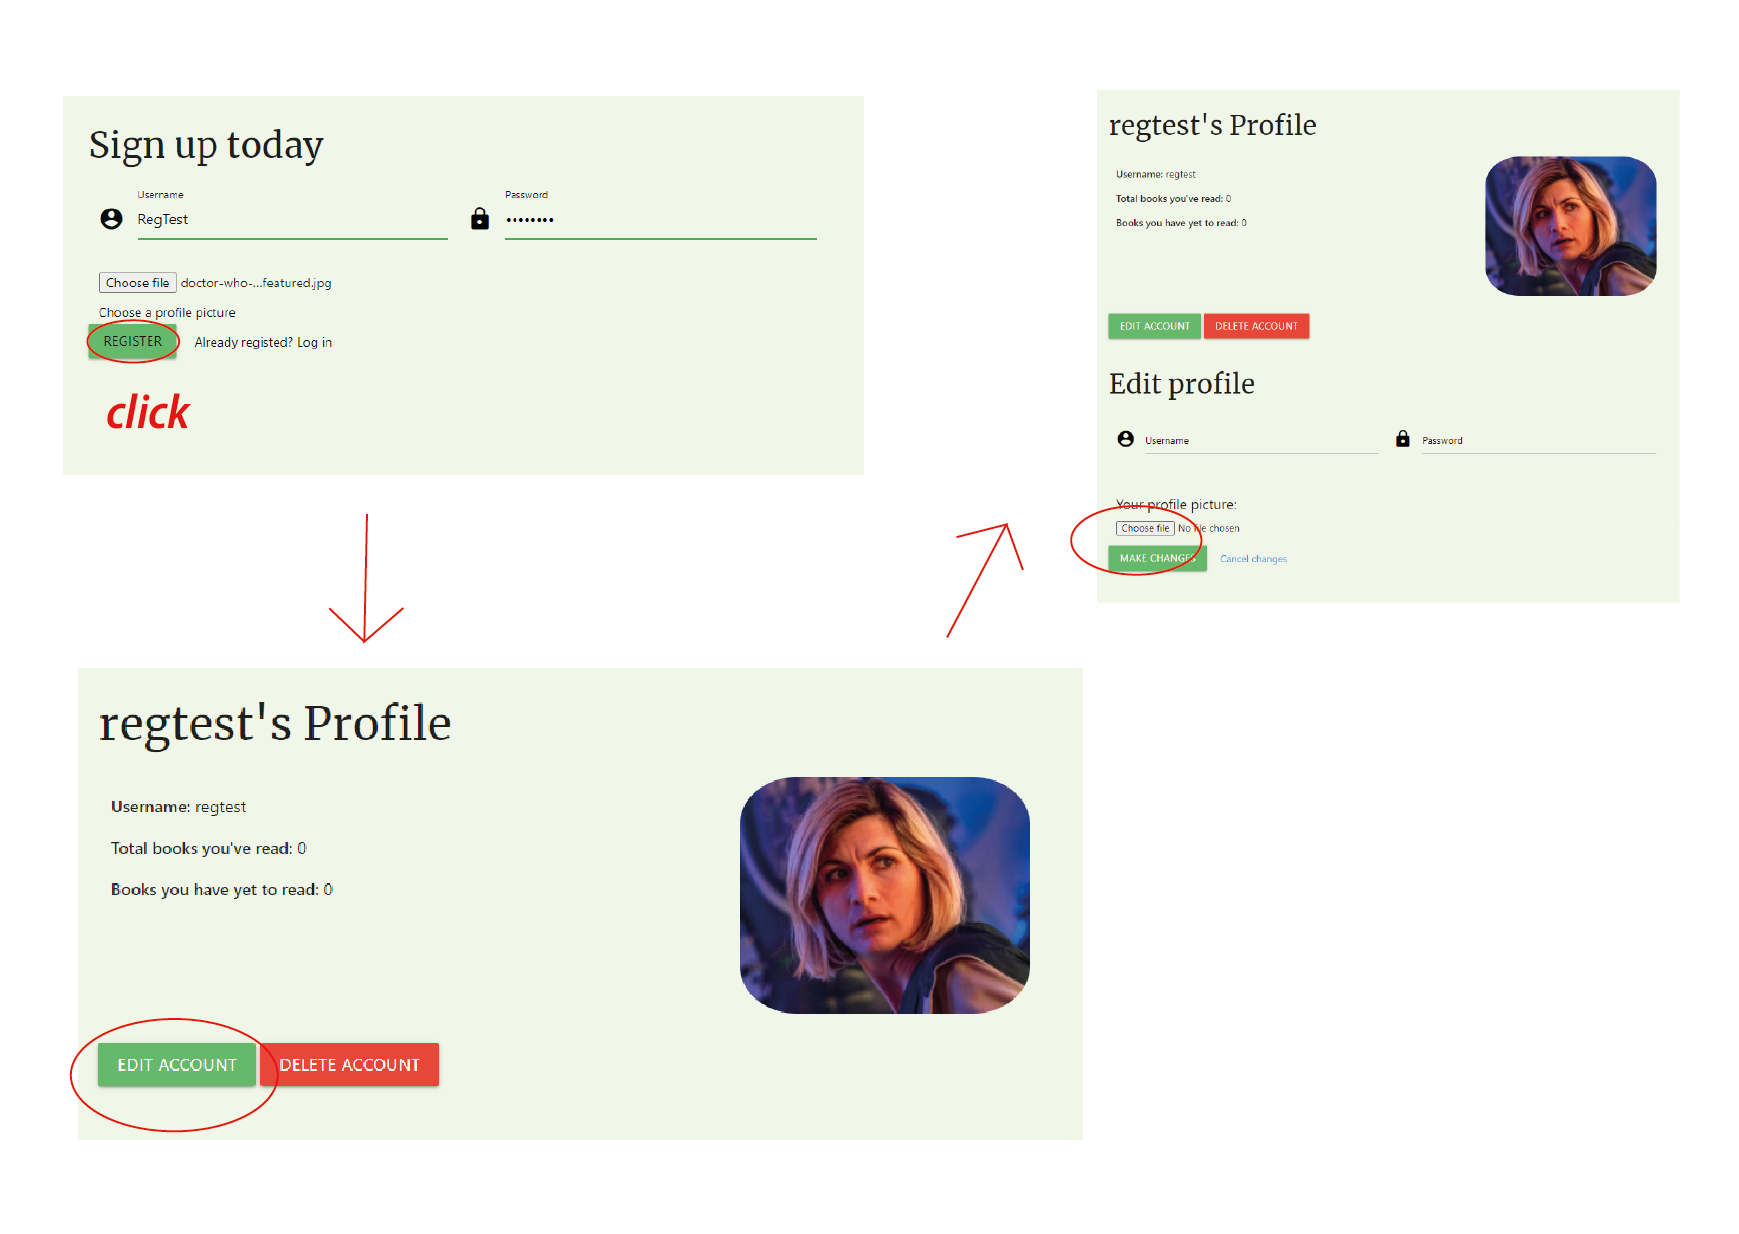 Sign up today
Username
Password
RegTest
••••••••
Choose file doctor-who-...featured.jpg
Choose a profile picture
REGISTER
Already registed? Log in
click
regtest's Profile
Username: regtest
Total books you've read: 0
Books you have yet to read: 0
EDIT ACCOUNT
DELETE ACCOUNT
regtest's Profile
Username: regtest
Total books you've read: 0
Books you have yet to read: 0
EDIT ACCOUNT
DELETE ACCOUNT
Edit profile
Username
Password
Your profile picture:
Choose file No file chosen
MAKE CHANGES
Cancel changes